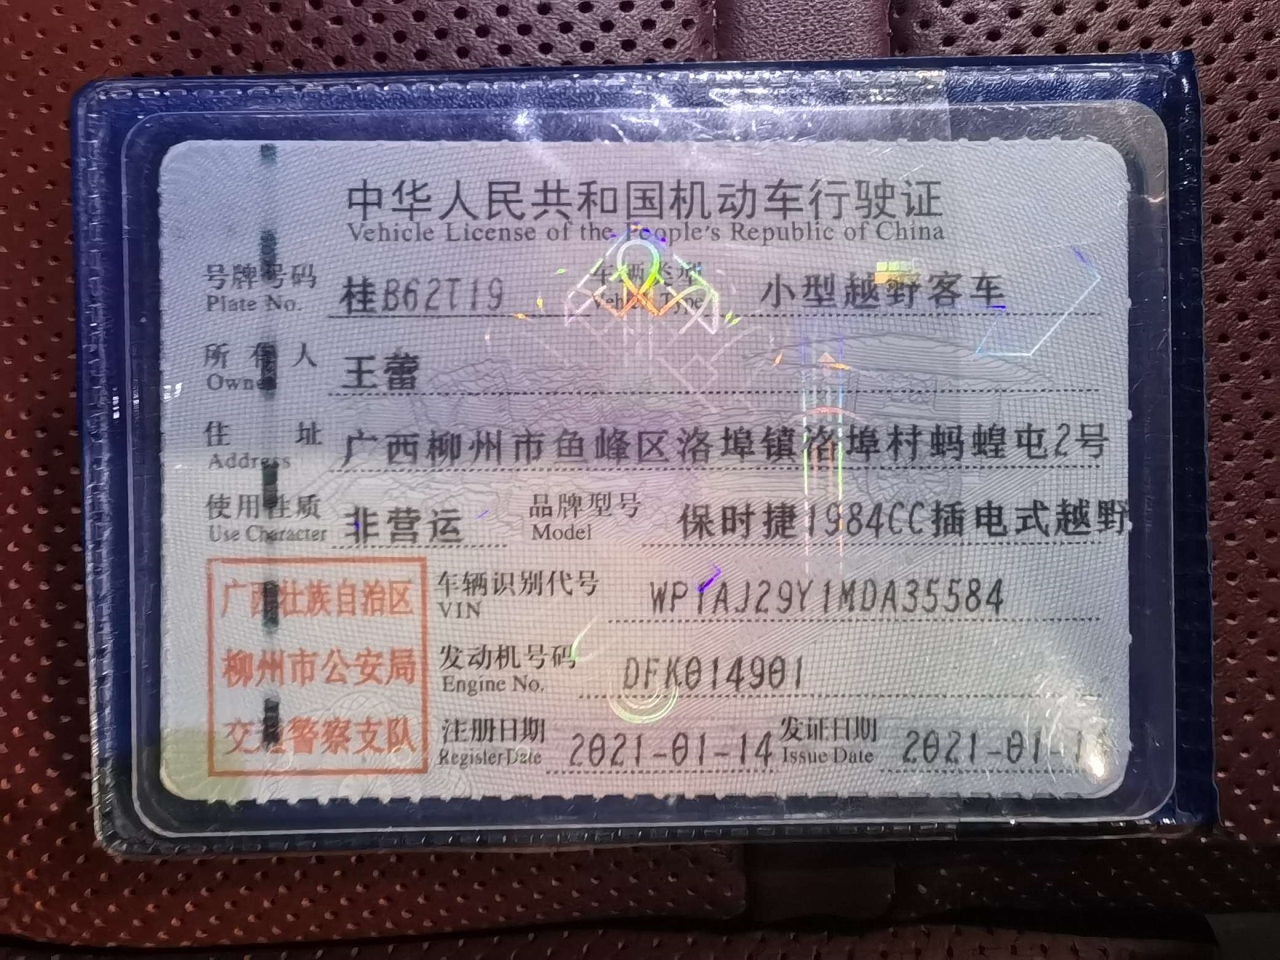 中华人民共和国机动车行驶证
Vehicle License of the People's Republic of China
号牌号码 桂B62T19 车辆类型 小型越野客车
Plate No. Vehicle Type
所有人 王蕾
Owner
住址 广西柳州市鱼峰区洛埠镇洛埠村蚂蝗屯2号
Address
使用性质 非营运 品牌型号 保时捷1984CC插电式越野
Use Character Model
广西壮族自治区
柳州市公安局
交通警察支队
车辆识别代号 WP1AJ29Y1MDA35584
VIN
发动机号码 DFK014901
Engine No.
注册日期 2021-01-14 发证日期 2021-01-
Register Date Issue Date